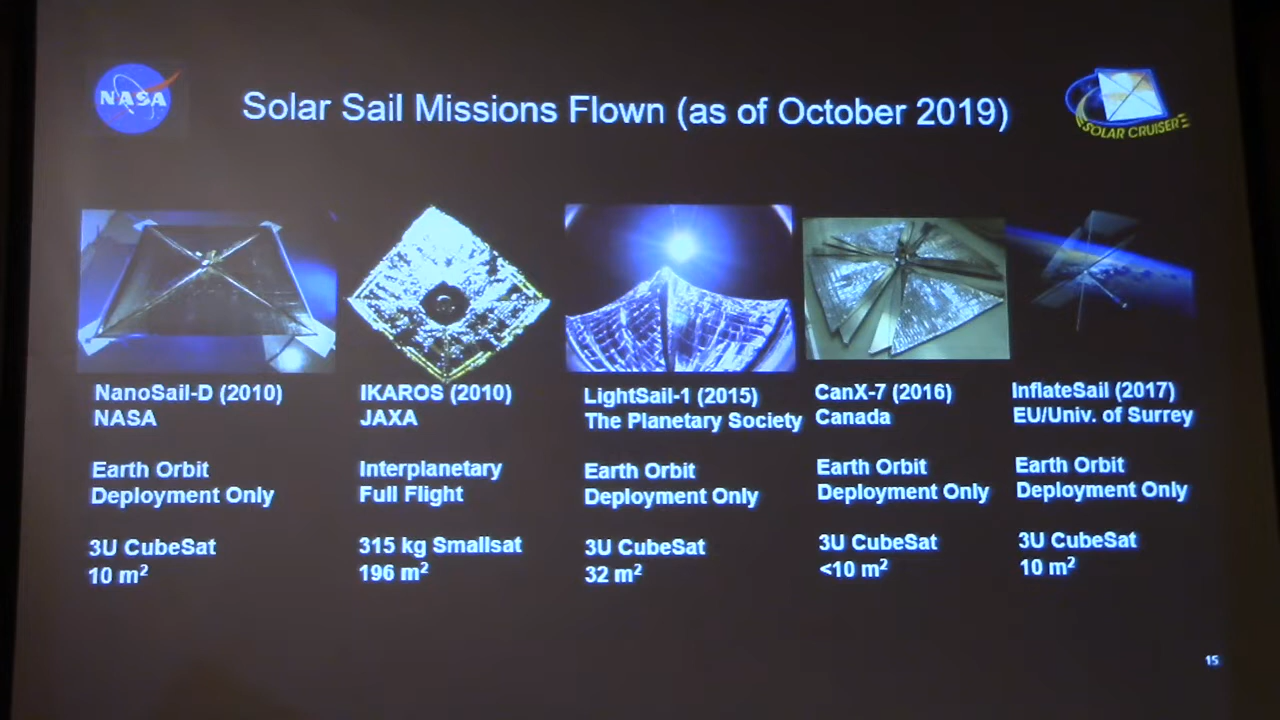 NASA
Solar Sail Missions Flown (as of October 2019)
SOLAR CRUISER
NanoSail-D (2010)
NASA
Earth Orbit
Deployment Only
3U CubeSat
10 m²
IKAROS (2010)
JAXA
Interplanetary
Full Flight
315 kg Smallsat
196 m²
LightSail-1 (2015)
The Planetary Society
Earth Orbit
Deployment Only
3U CubeSat
32 m²
CanX-7 (2016)
Canada
Earth Orbit
Deployment Only
3U CubeSat
<10 m²
InflateSail (2017)
EU/Univ. of Surrey
Earth Orbit
Deployment Only
3U CubeSat
10 m²
15